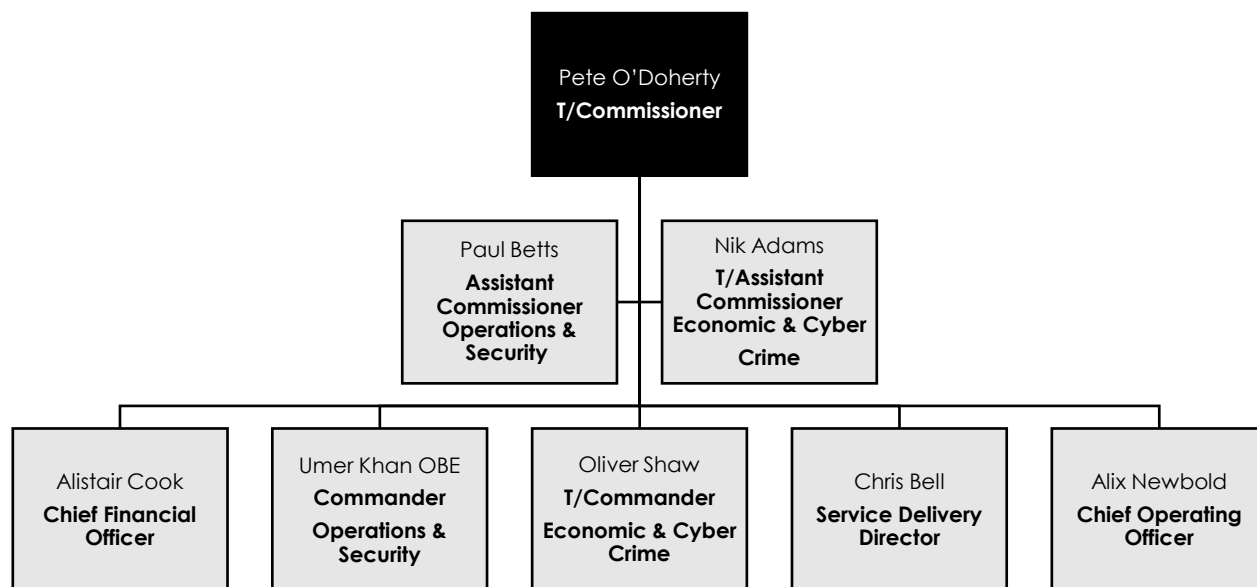 Pete O’Doherty
T/Commissioner
Paul Betts
Assistant
Commissioner
Operations &
Security
Nik Adams
T/Assistant
Commissioner
Economic & Cyber
Crime
Alistair Cook
Chief Financial
Officer
Umer Khan OBE
Commander
Operations &
Security
Oliver Shaw
T/Commander
Economic & Cyber
Crime
Chris Bell
Service Delivery
Director
Alix Newbold
Chief Operating
Officer